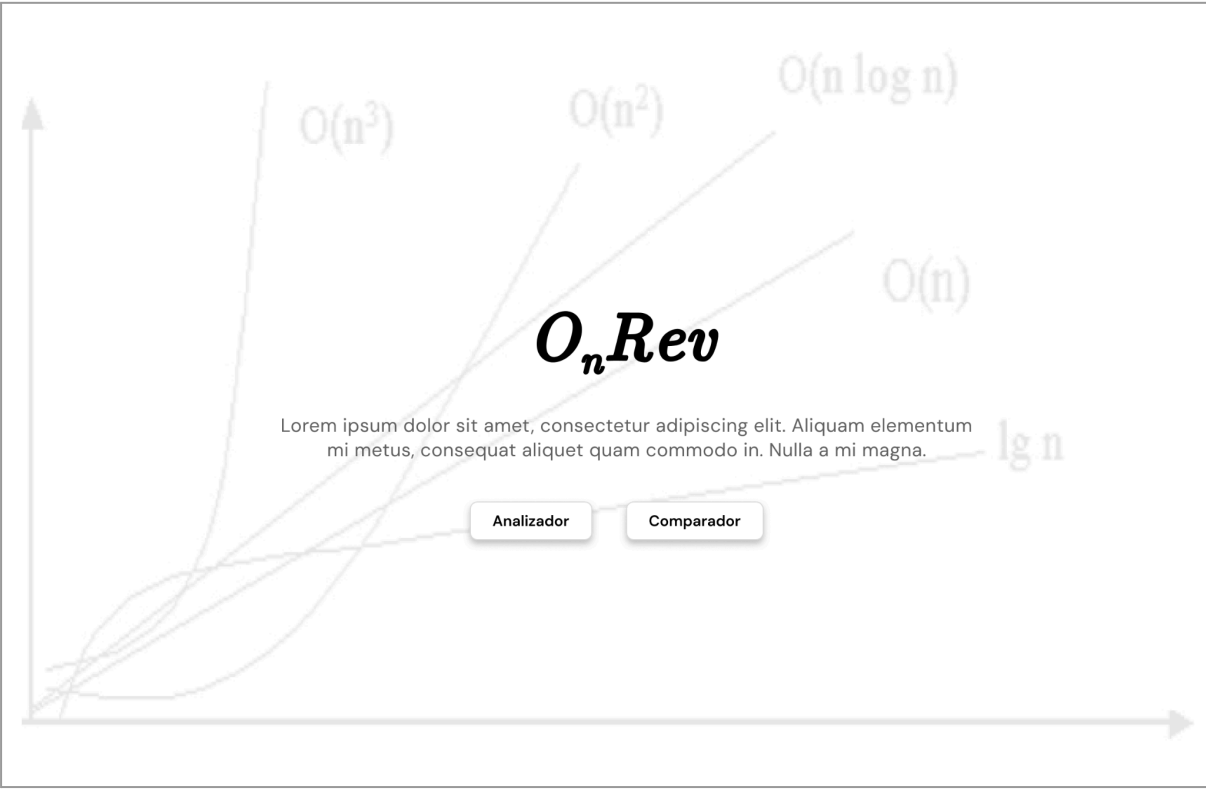 O(n log n)
O(n²)
O(n³)
O(n)
OₙRev
Lorem ipsum dolor sit amet, consectetur adipiscing elit. Aliquam elementum
mi metus, consequat aliquet quam commodo in. Nulla a mi magna.
lg n
Analizador
Comparador